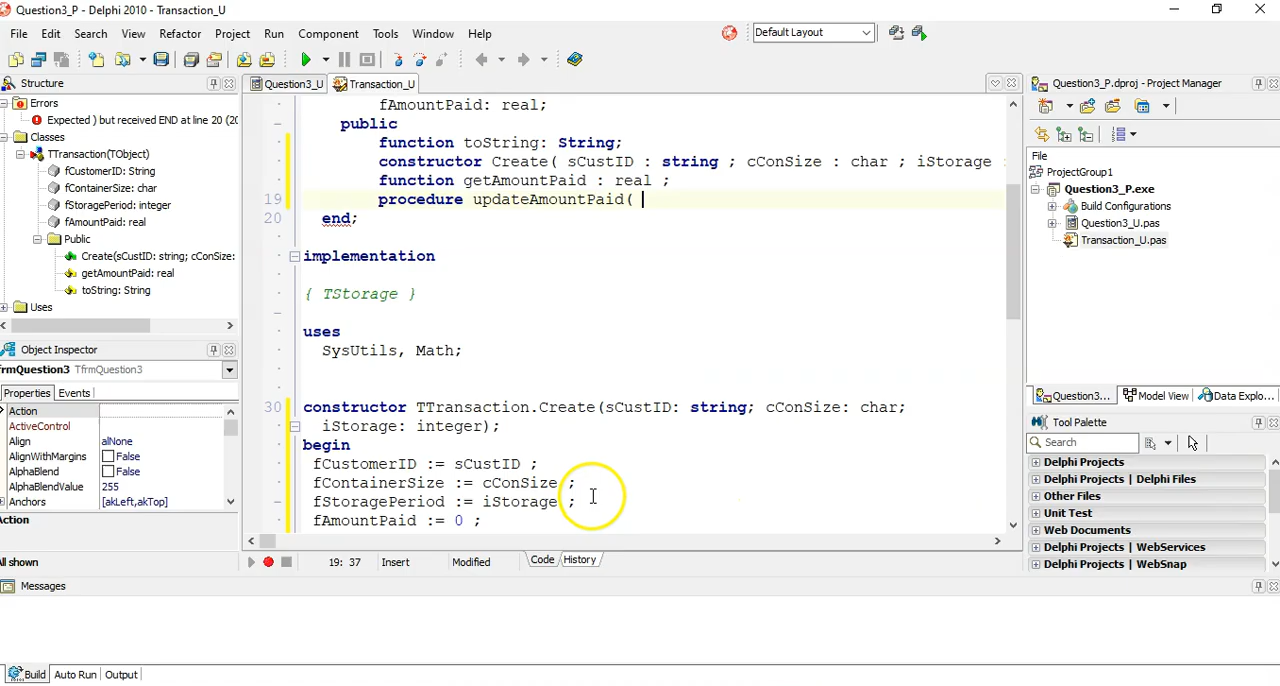 Question3_P - Delphi 2010 - Transaction_U
File Edit Search View Refactor Project Run Component Tools Window Help
Default Layout
Structure
Errors
Expected ) but received END at line 20 (20
Classes
TTransaction(TObject)
fCustomerID: String
fContainerSize: char
fStoragePeriod: integer
fAmountPaid: real
Public
Create(sCustID: string; cConSize:
getAmountPaid: real
toString: String
Uses
Object Inspector
frmQuestion3 TfrmQuestion3
Properties Events
Action
ActiveControl
Align alNone
AlignWithMargins False
AlphaBlend False
AlphaBlendValue 255
Anchors [akLeft,akTop]
Action
All shown
Question3_U Transaction_U
fAmountPaid: real;
public
function toString: String;
constructor Create( sCustID : string ; cConSize : char ; iStorage :
function getAmountPaid : real ;
19 procedure updateAmountPaid(
20 end;
implementation
{ TStorage }
uses
SysUtils, Math;
30 constructor TTransaction.Create(sCustID: string; cConSize: char;
iStorage: integer);
begin
fCustomerID := sCustID ;
fContainerSize := cConSize ;
fStoragePeriod := iStorage ;
fAmountPaid := 0 ;
19: 37 Insert Modified Code History
Question3_P.dproj - Project Manager
File
ProjectGroup1
Question3_P.exe
Build Configurations
Question3_U.pas
Transaction_U.pas
Question3... Model View Data Explo...
Tool Palette
Search
Delphi Projects
Delphi Projects | Delphi Files
Other Files
Unit Test
Web Documents
Delphi Projects | WebServices
Delphi Projects | WebSnap
Messages
Build Auto Run Output